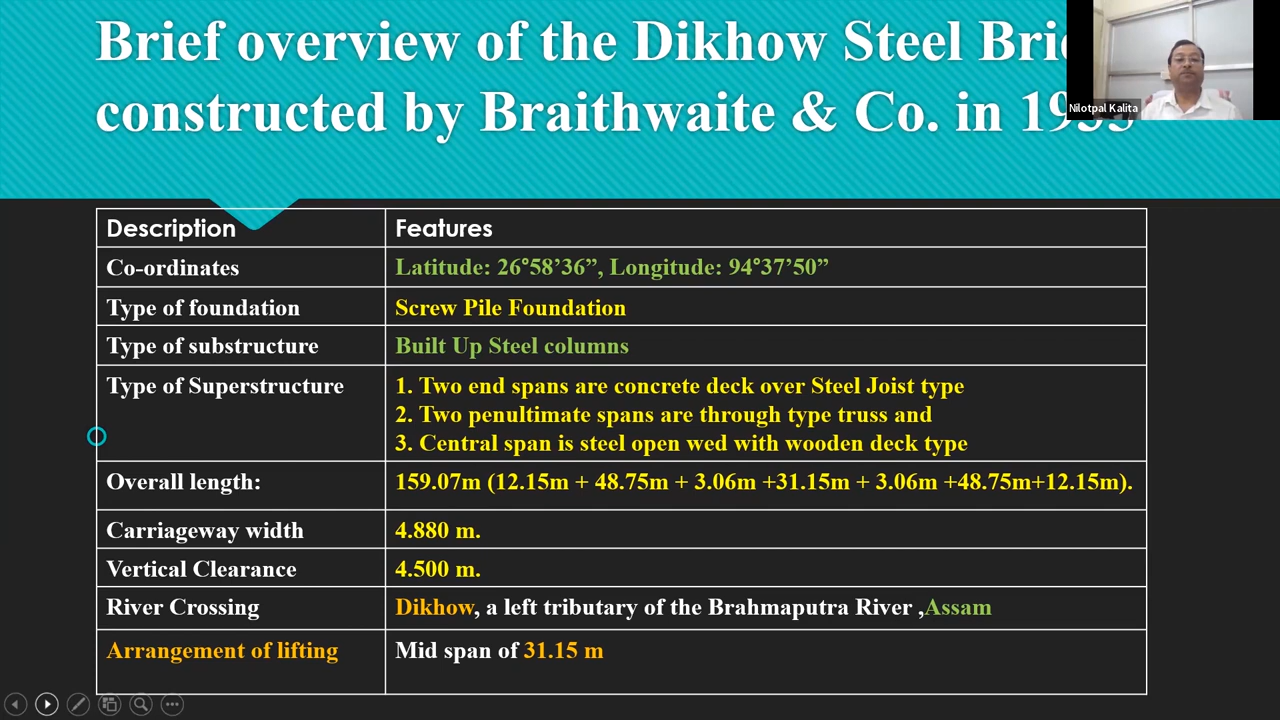 Brief overview of the Dikhow Steel
constructed by Braithwaite & Co. in
Nilotpal Kalita
Description Features
Co-ordinates Latitude: 26°58’36”, Longitude: 94°37’50”
Type of foundation Screw Pile Foundation
Type of substructure Built Up Steel columns
Type of Superstructure 1. Two end spans are concrete deck over Steel Joist type
2. Two penultimate spans are through type truss and
3. Central span is steel open wed with wooden deck type
Overall length: 159.07m (12.15m + 48.75m + 3.06m +31.15m + 3.06m +48.75m+12.15m).
Carriageway width 4.880 m.
Vertical Clearance 4.500 m.
River Crossing Dikhow, a left tributary of the Brahmaputra River ,Assam
Arrangement of lifting Mid span of 31.15 m